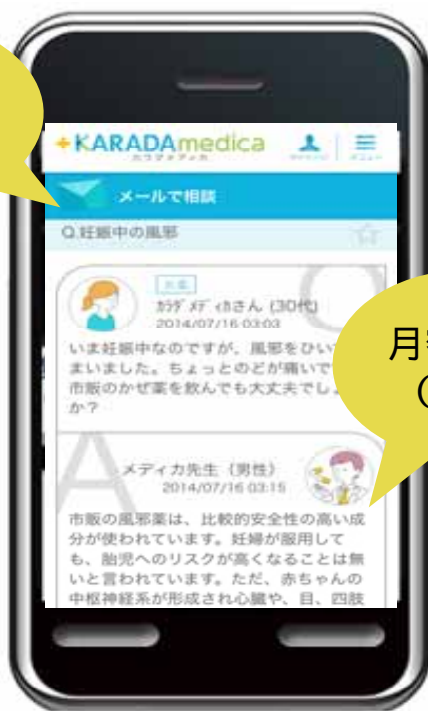 KARADAmedica
カラダメディカ
メニュー
メールで相談
Q.妊娠中の風邪
Q
カラダメディカさん (30代)
2014/07/16 03:03
いま妊娠中なのですが、風邪をひい
まいました。ちょっとのどが痛いで
市販のかぜ薬を飲んでも大丈夫でし
か？
A
メディカ先生（男性）
2014/07/16 03:15
市販の風邪薬は、比較的安全性の高い成
分が使われています。妊婦が服用して
も、胎児へのリスクが高くなることは無
いと言われています。ただ、赤ちゃんの
中枢神経系が形成され心臓や、目、四肢
月
（